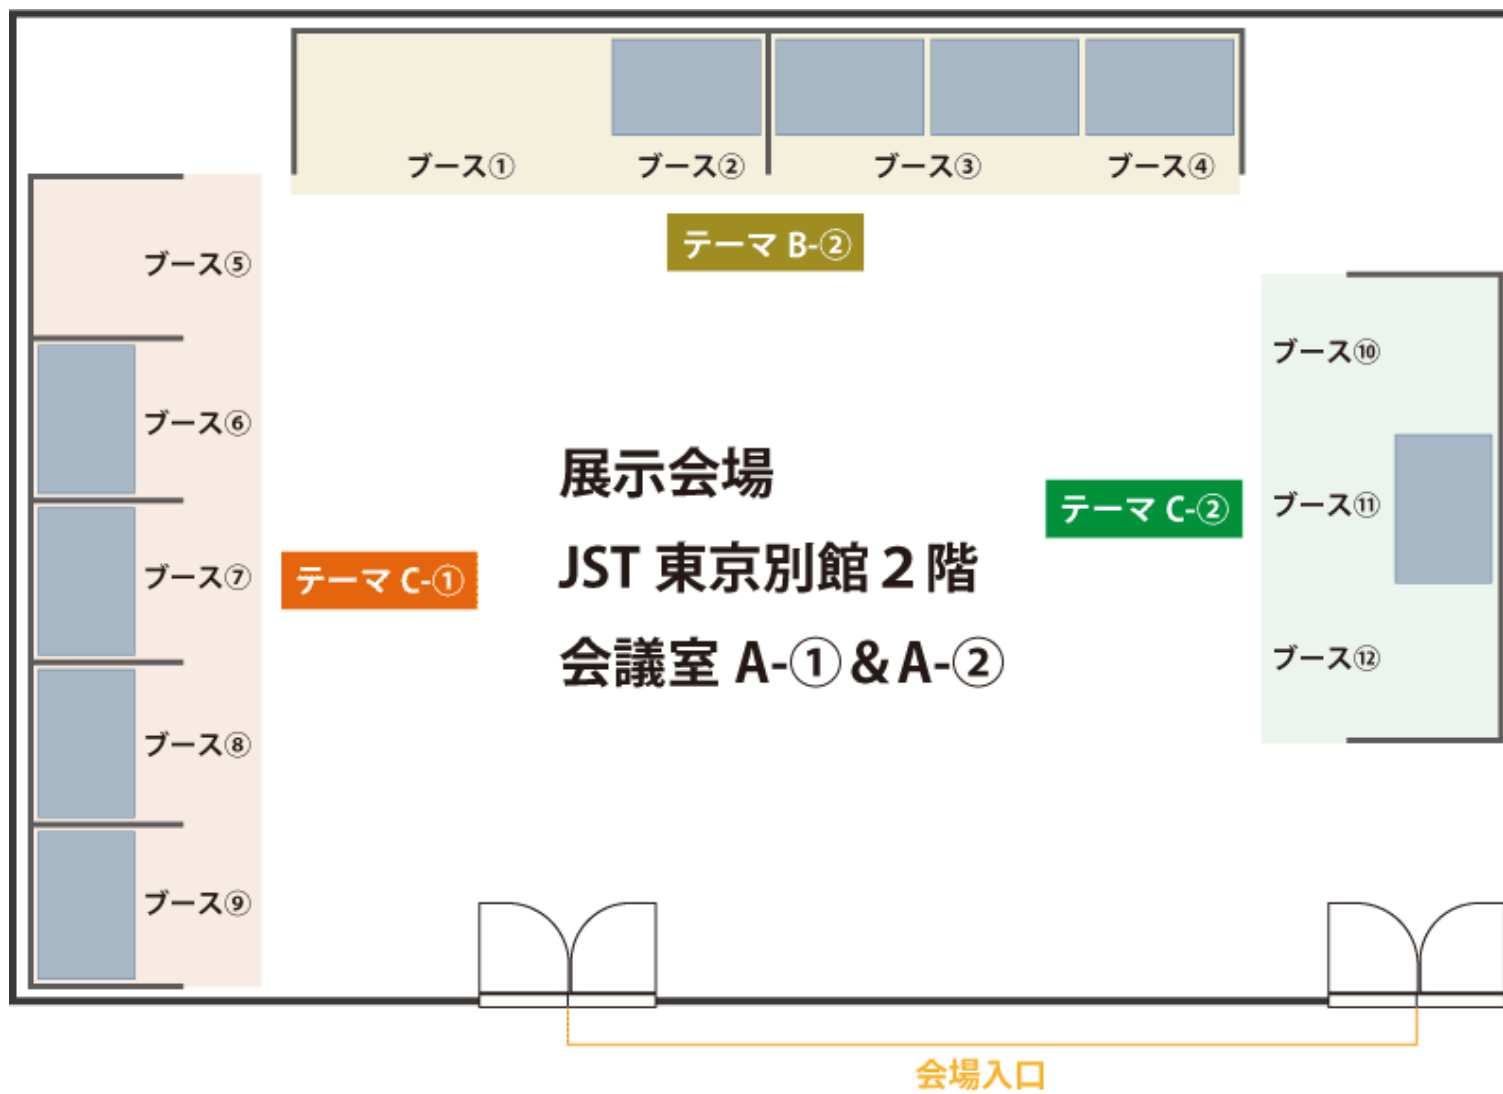 ブース①
ブース②
ブース③
ブース④
テーマ B-②
ブース⑤
ブース⑥
ブース⑦
ブース⑧
ブース⑨
テーマ C-①
展示会場
JST 東京別館２階
会議室 A-①＆A-②
テーマ C-②
ブース⑩
ブース⑪
ブース⑫
会場入口